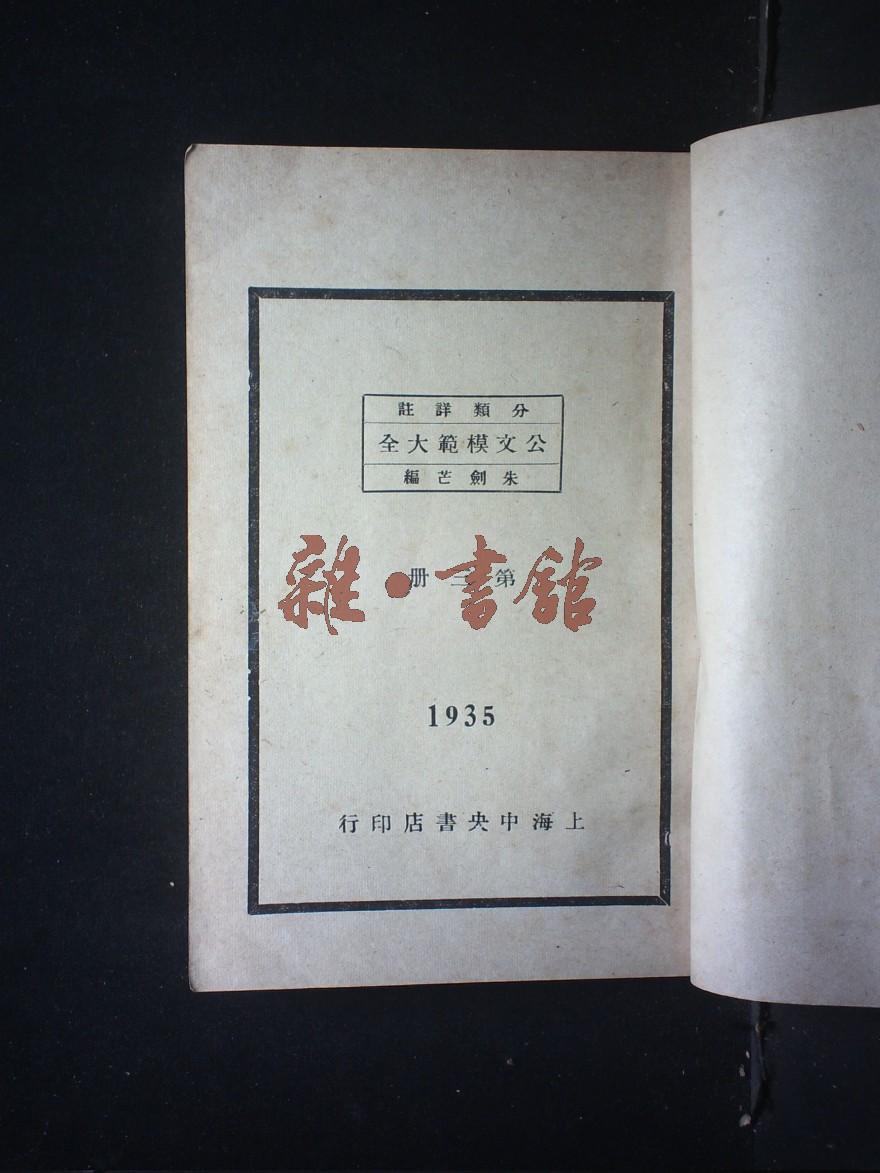 分類詳註
公文模範大全
朱劍芒編
第三册
雜·書館
1935
上海中央書店印行